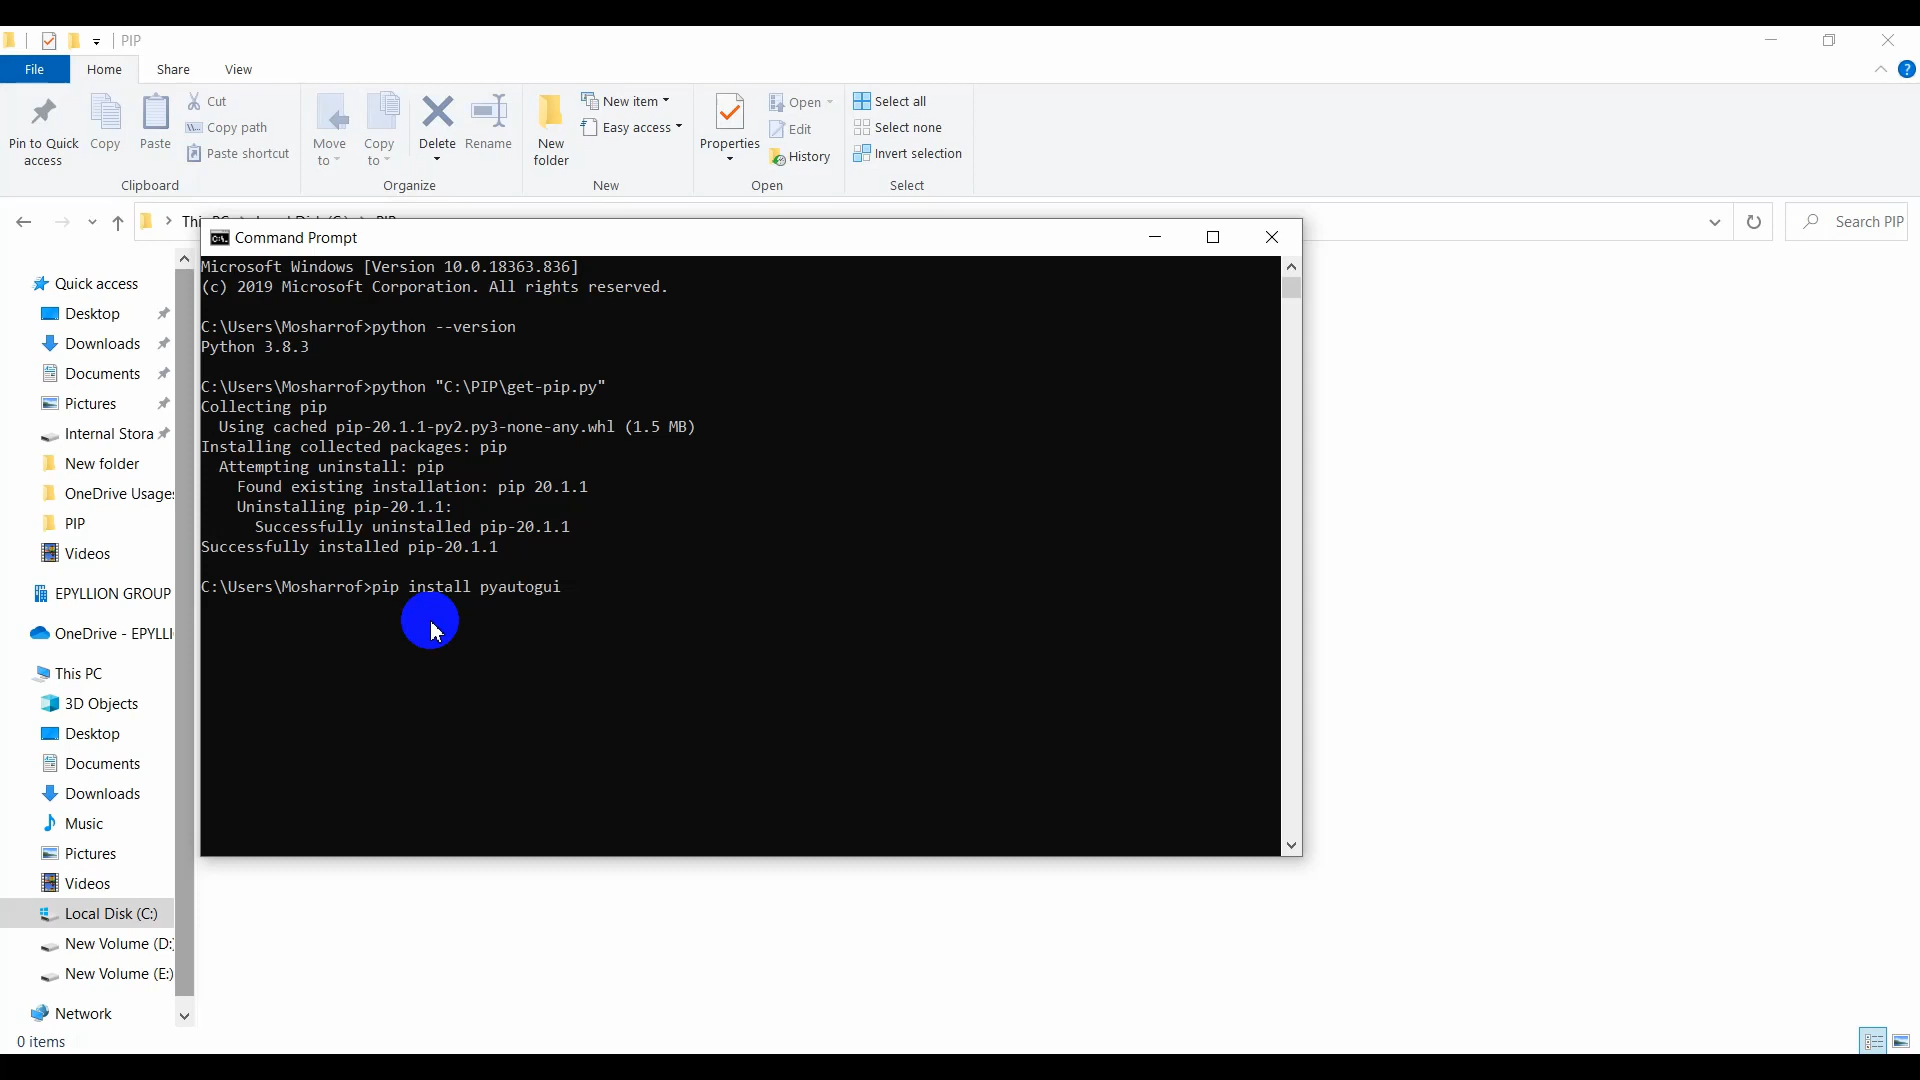 PIP
File Home Share View
Pin to Quick access
Copy
Paste
Cut
Copy path
Paste shortcut
Clipboard
Move to
Copy to
Delete
Rename
Organize
New folder
New item
Easy access
New
Properties
Open
Edit
History
Open
Select all
Select none
Invert selection
Select
Search PIP
Quick access
Desktop
Downloads
Documents
Pictures
Internal Stora
New folder
OneDrive Usage
PIP
Videos
EPYLLION GROUP
OneDrive - EPYLLI
This PC
3D Objects
Desktop
Documents
Downloads
Music
Pictures
Videos
Local Disk (C:)
New Volume (D:)
New Volume (E:)
Network
0 items
Command Prompt
Microsoft Windows [Version 10.0.18363.836]
(c) 2019 Microsoft Corporation. All rights reserved.
C:\Users\Mosharrof>python --version
Python 3.8.3
C:\Users\Mosharrof>python "C:\PIP\get-pip.py"
Collecting pip
Using cached pip-20.1.1-py2.py3-none-any.whl (1.5 MB)
Installing collected packages: pip
Attempting uninstall: pip
Found existing installation: pip 20.1.1
Uninstalling pip-20.1.1:
Successfully uninstalled pip-20.1.1
Successfully installed pip-20.1.1
C:\Users\Mosharrof>pip install pyautogui